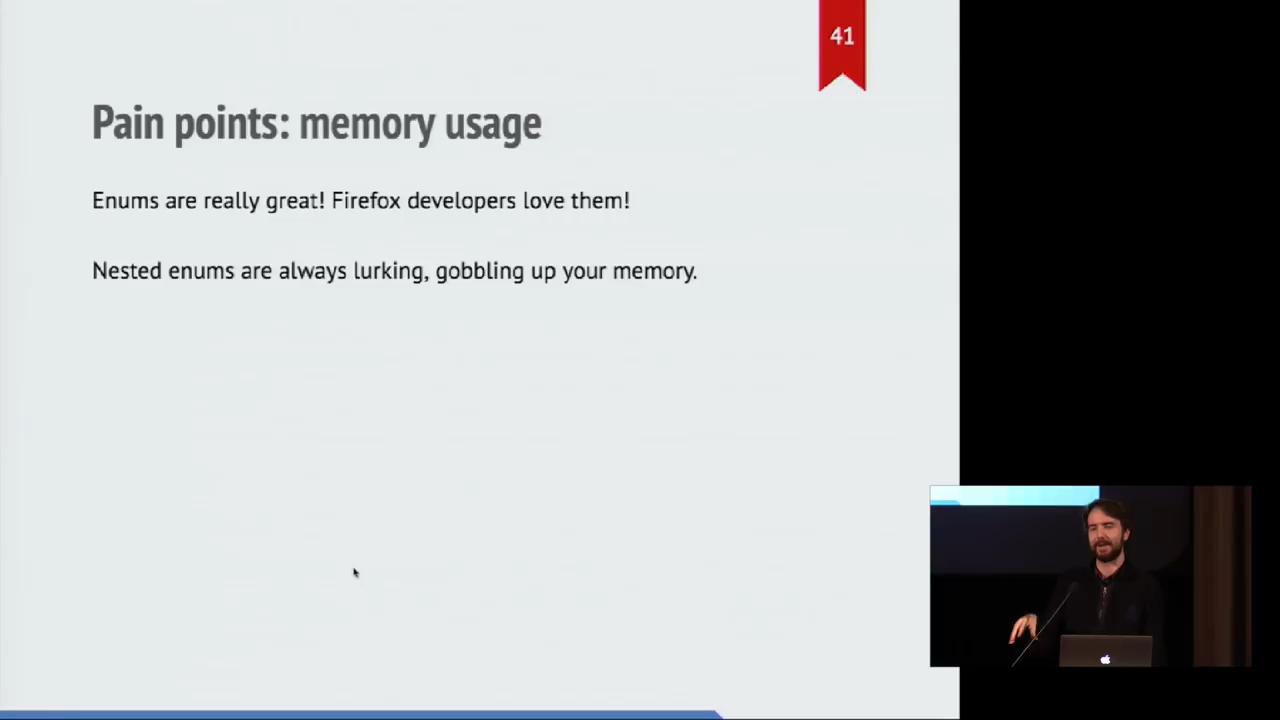 41
Pain points: memory usage
Enums are really great! Firefox developers love them!
Nested enums are always lurking, gobbling up your memory.